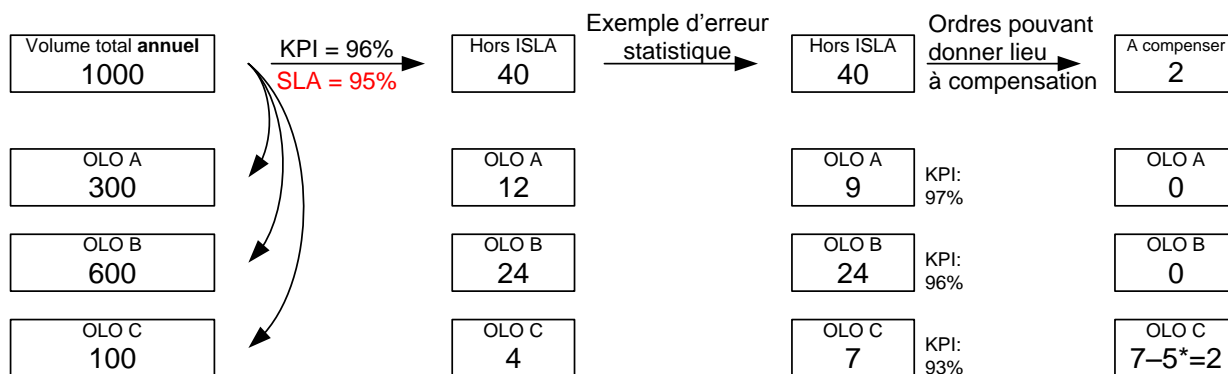 Volume total annuel
1000
KPI = 96%
SLA = 95%
Hors ISLA
40
Exemple d'erreur
statistique
Hors ISLA
40
Ordres pouvant
donner lieu
à compensation
A compenser
2
OLO A
300
OLO A
12
OLO A
9
KPI:
97%
OLO A
0
OLO B
600
OLO B
24
OLO B
24
KPI:
96%
OLO B
0
OLO C
100
OLO C
4
OLO C
7
KPI:
93%
OLO C
7–5*=2